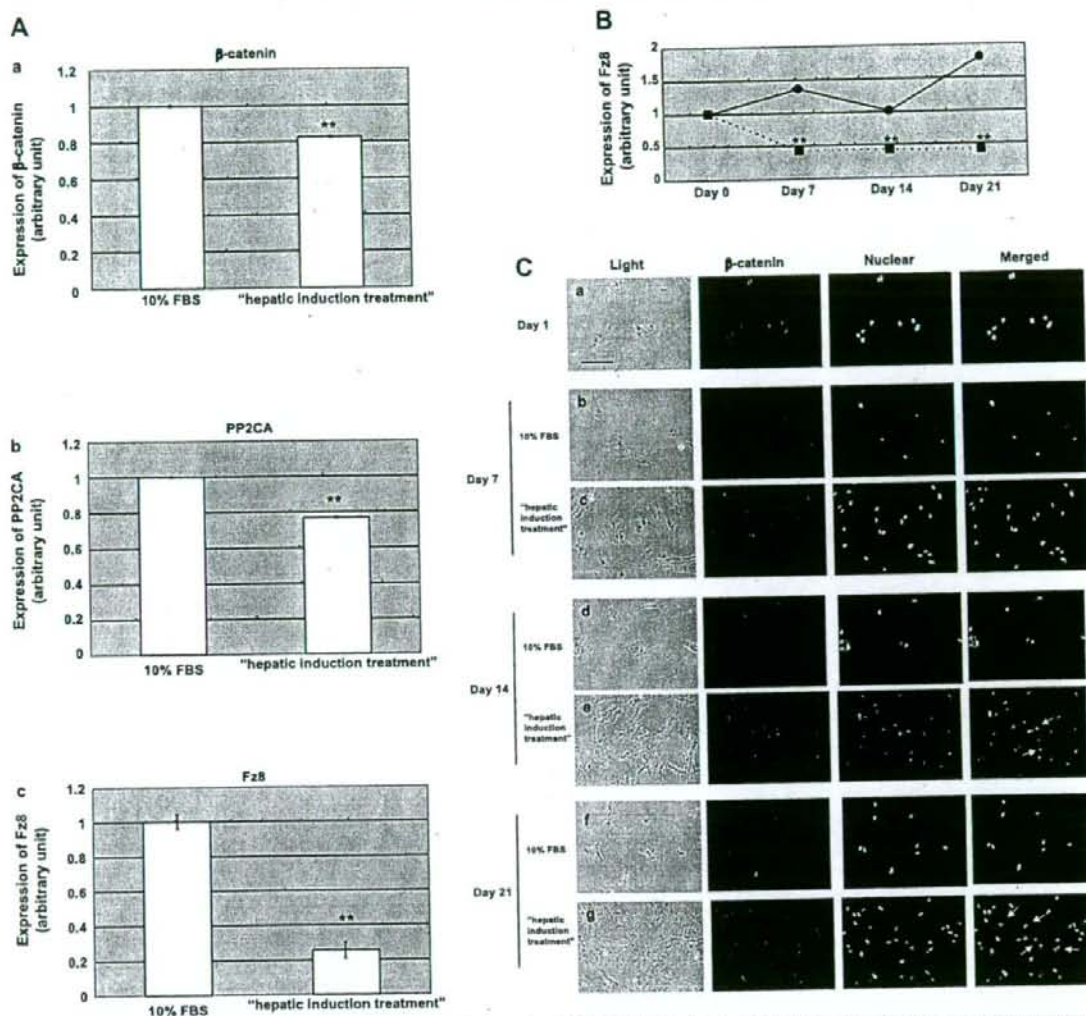 A
β-catenin
a
1.2
1
0.8
0.6
0.4
0.2
0
Expression of β-catenin
(arbitrary unit)
**
10% FBS
"hepatic induction treatment"
b
PP2CA
1.2
1
0.8
0.6
0.4
0.2
0
Expression of PP2CA
(arbitrary unit)
**
10% FBS
"hepatic induction treatment"
c
Fz8
1.2
1
0.8
0.6
0.4
0.2
0
Expression of Fz8
(arbitrary unit)
**
10% FBS
"hepatic induction treatment"
B
2
1.5
1
0.5
0
Expression of Fz8
(arbitrary unit)
** ** **
Day 0 Day 7 Day 14 Day 21
C
Light β-catenin Nuclear Merged
Day 1
a
Day 7
10% FBS
b
"hepatic
induction
treatment"
c
Day 14
10% FBS
d
"hepatic
induction
treatment"
e
Day 21
10% FBS
f
"hepatic
induction
treatment"
g